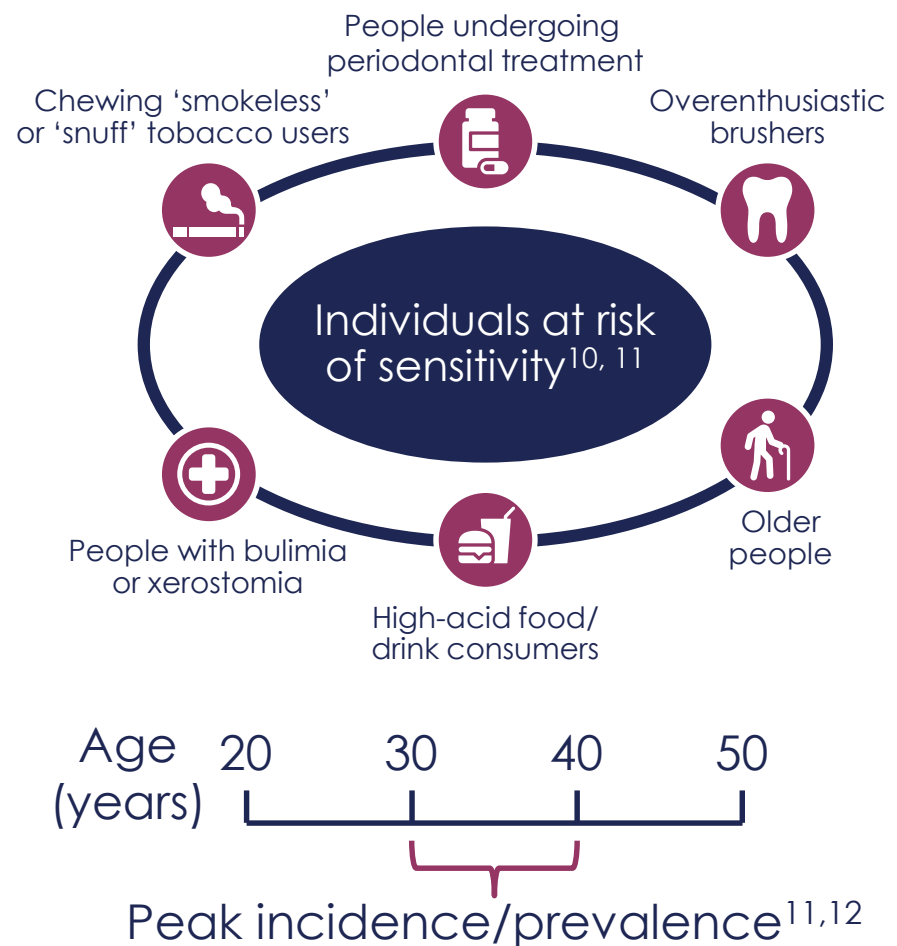 People undergoing
periodontal treatment
Chewing ‘smokeless’
or ‘snuff’ tobacco users
Overenthusiastic
brushers
Individuals at risk
of sensitivity10, 11
People with bulimia
or xerostomia
Older
people
High-acid food/
drink consumers
Age
(years)
20 30 40 50
Peak incidence/prevalence11,12